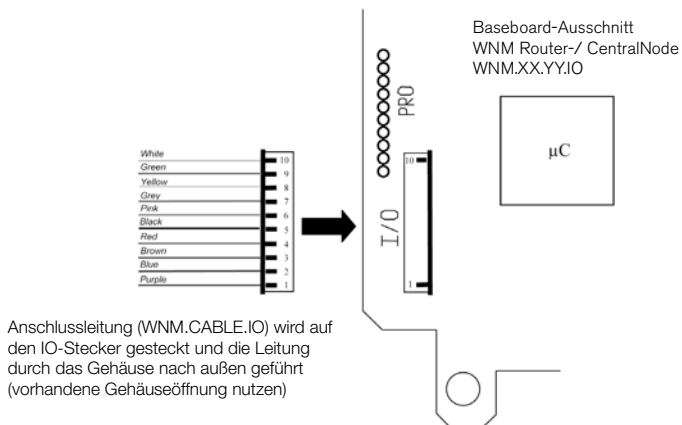 Baseboard-Ausschnitt
WNM Router-/ CentralNode
WNM.XX.YY.IO
PRO
µC
White
Green
Yellow
Grey
Pink
Black
Red
Brown
Blue
Purple
10
9
8
7
6
5
4
3
2
1
I/O
10
1
Anschlussleitung (WNM.CABLE.IO) wird auf
den IO-Stecker gesteckt und die Leitung
durch das Gehäuse nach außen geführt
(vorhandene Gehäuseöffnung nutzen)